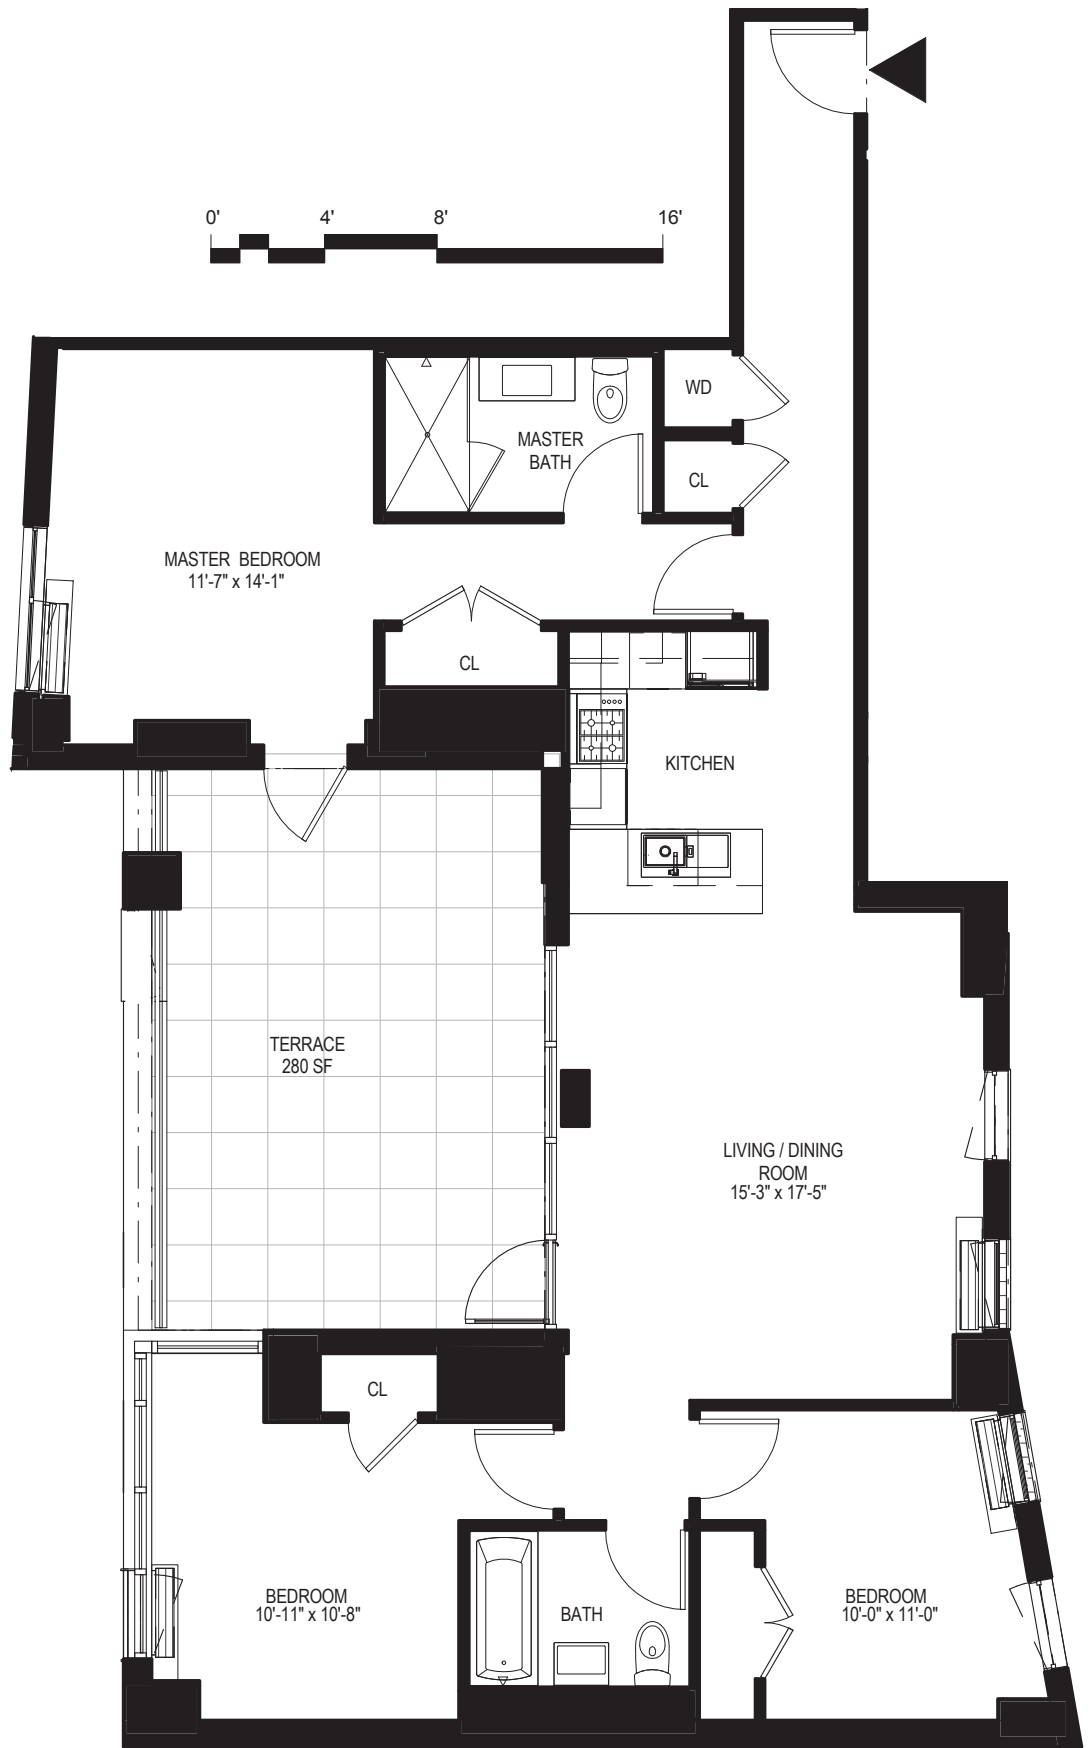 0' 4' 8' 16'
WD
MASTER
BATH
CL
MASTER BEDROOM
11'-7" x 14'-1"
CL
KITCHEN
TERRACE
280 SF
LIVING / DINING
ROOM
15'-3" x 17'-5"
CL
BEDROOM
10'-11" x 10'-8"
BATH
BEDROOM
10'-0" x 11'-0"